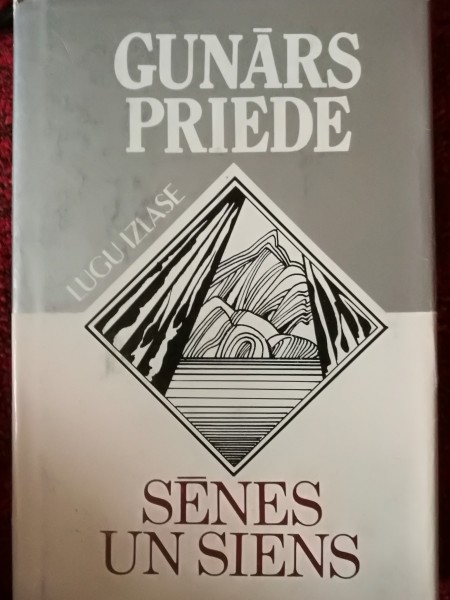 GUNĀRS
PRIEDE
LUGU IZLASE
SĒNES
UN SIENS